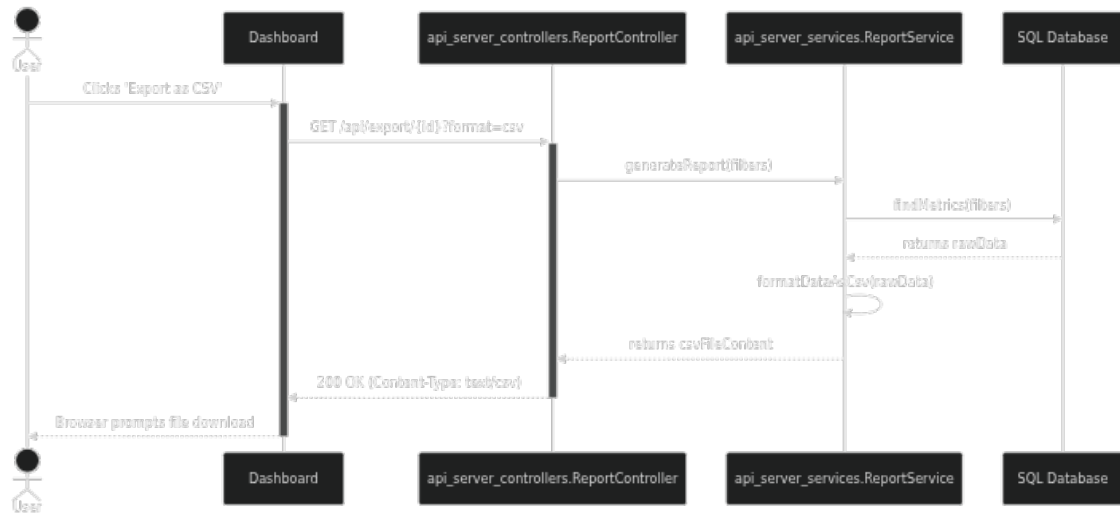 User
Dashboard
api_server_controllers.ReportController
api_server_services.ReportService
SQL Database
Clicks 'Export as CSV'
GET /api/export/{id}?format=csv
generateReport(filters)
findMetrics(filters)
returns rawData
formatDataAsCsv(rawData)
returns csvFileContent
200 OK (Content-Type: text/csv)
Browser prompts file download
User
Dashboard
api_server_controllers.ReportController
api_server_services.ReportService
SQL Database